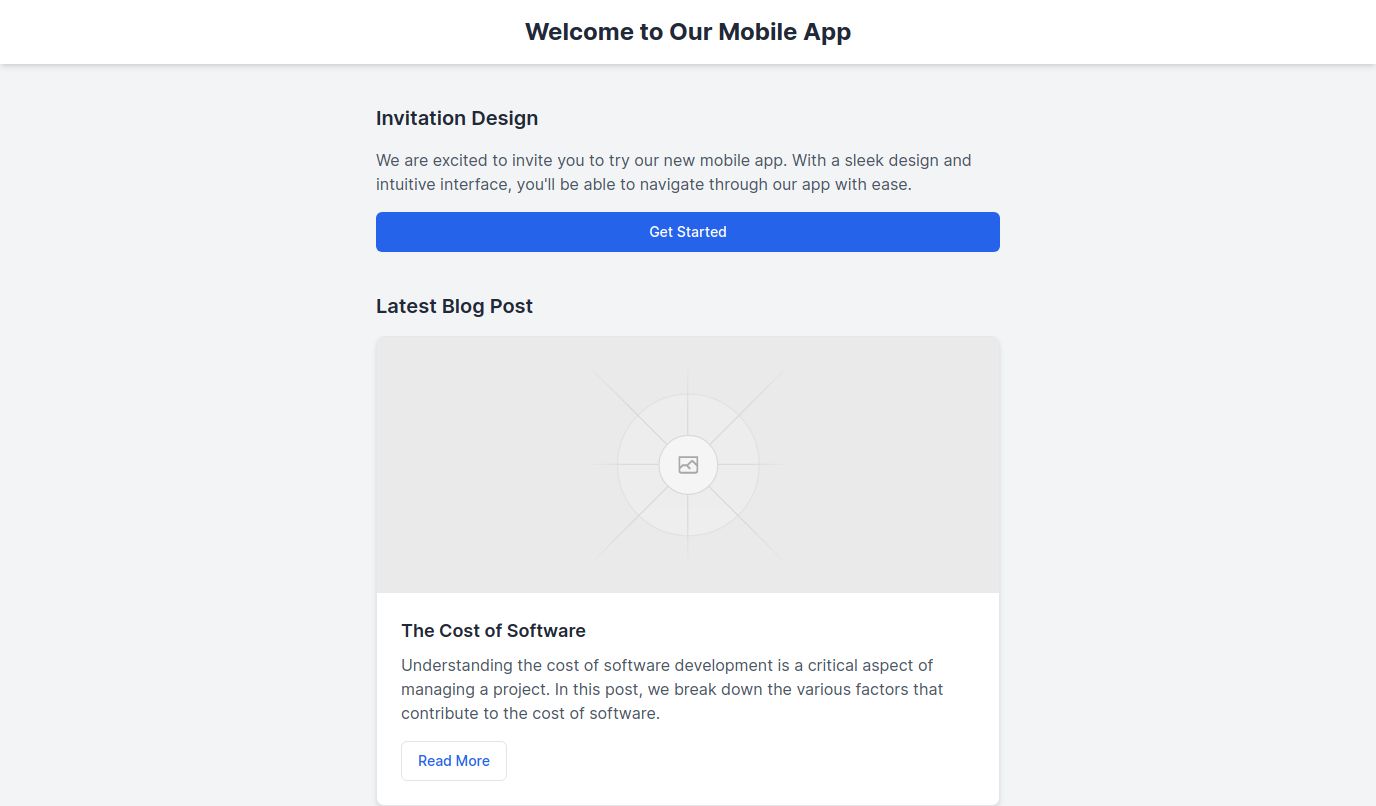 Welcome to Our Mobile App
Invitation Design
We are excited to invite you to try our new mobile app. With a sleek design and
intuitive interface, you'll be able to navigate through our app with ease.
Get Started
Latest Blog Post
The Cost of Software
Understanding the cost of software development is a critical aspect of
managing a project. In this post, we break down the various factors that
contribute to the cost of software.
Read More